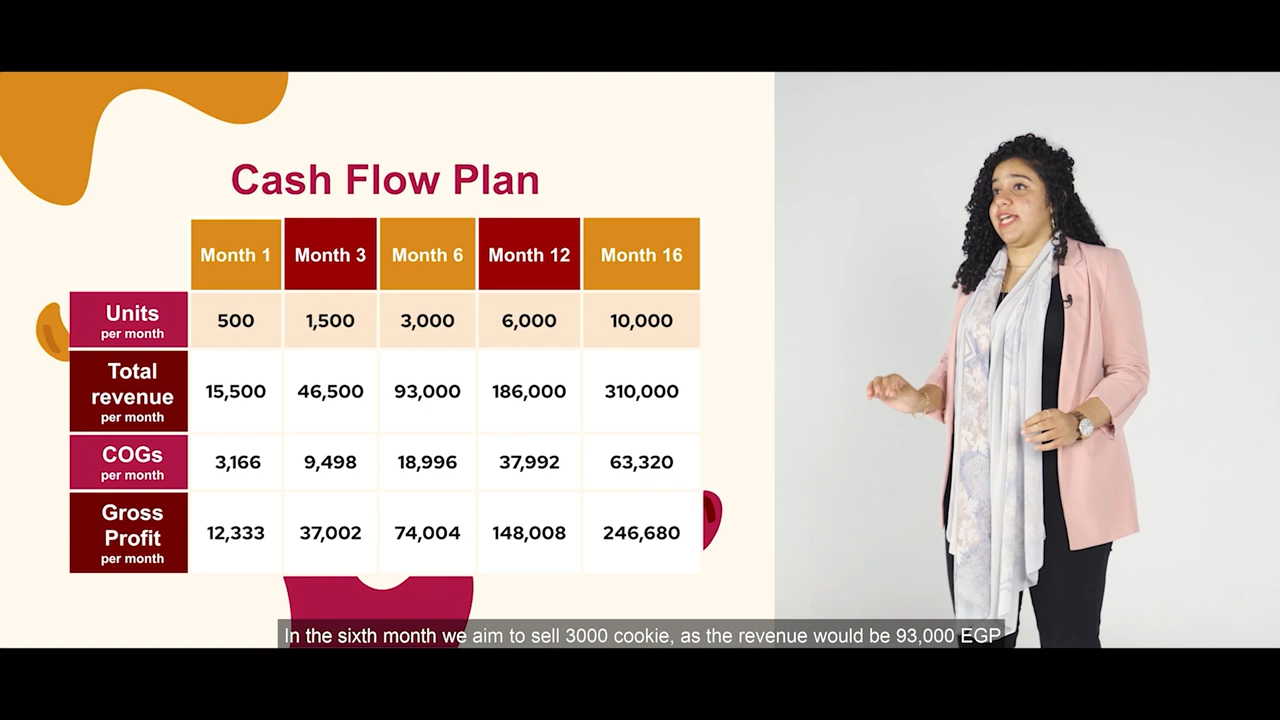 Cash Flow Plan
Month 1 Month 3 Month 6 Month 12 Month 16
Units
per month
500 1,500 3,000 6,000 10,000
Total
revenue
per month
15,500 46,500 93,000 186,000 310,000
COGs
per month
3,166 9,498 18,996 37,992 63,320
Gross
Profit
per month
12,333 37,002 74,004 148,008 246,680
In the sixth month we aim to sell 3000 cookie, as the revenue would be 93,000 EGP